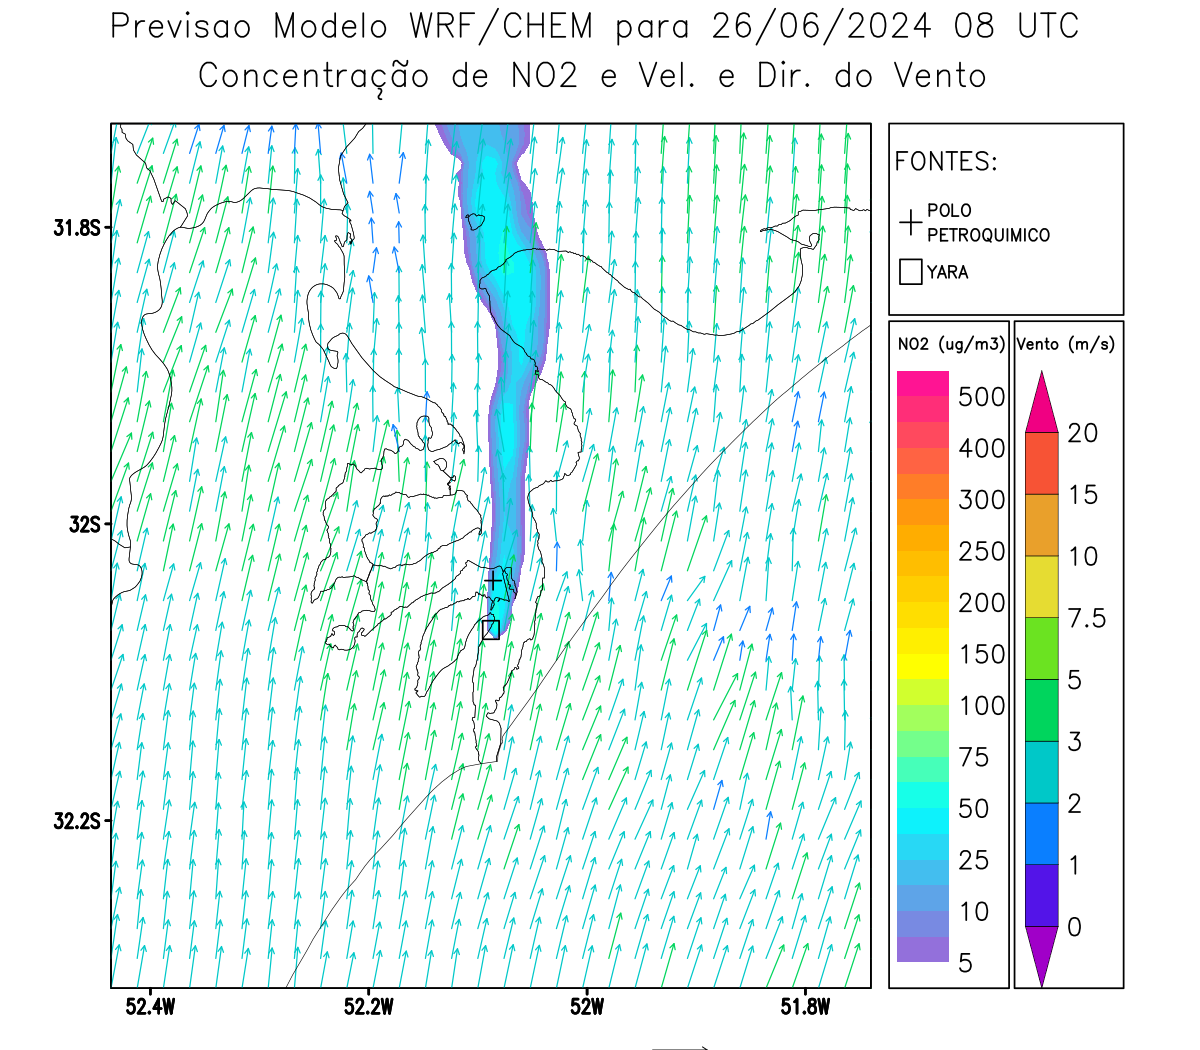 Previsao Modelo WRF/CHEM para 26/06/2024 08 UTC
Concentração de NO2 e Vel. e Dir. do Vento
FONTES:
POLO
PETROQUIMICO
YARA
NO2 (ug/m3)
500
400
300
250
200
150
100
75
50
25
10
5
Vento (m/s)
20
15
10
7.5
5
3
2
1
0
31.8S
32S
32.2S
52.4W
52.2W
52W
51.8W